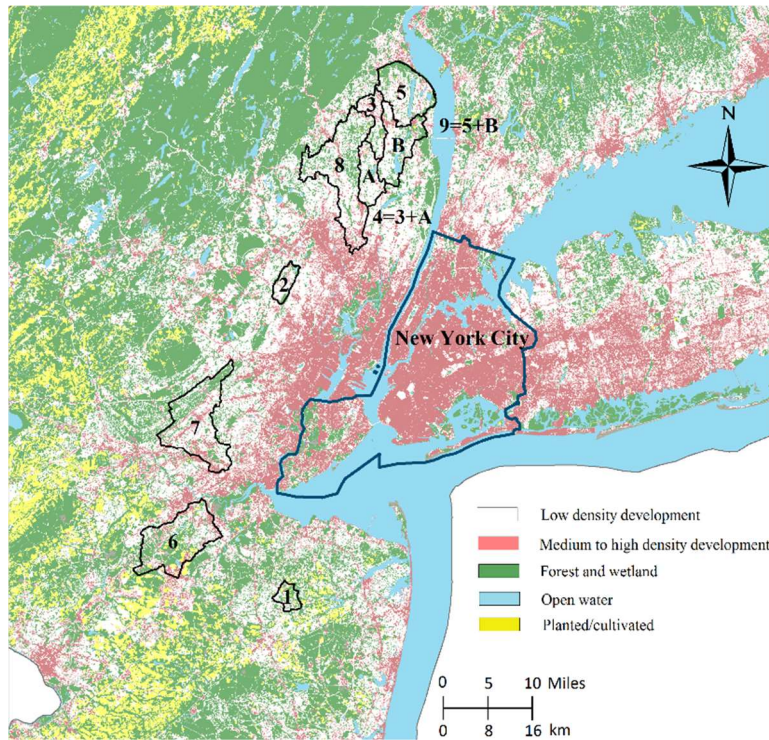 5
3
9=5+B
B
8
A
4=3+A
N
2
New York City
7
6
1
Low density development
Medium to high density development
Forest and wetland
Open water
Planted/cultivated
0 5 10 Miles
0 8 16 km